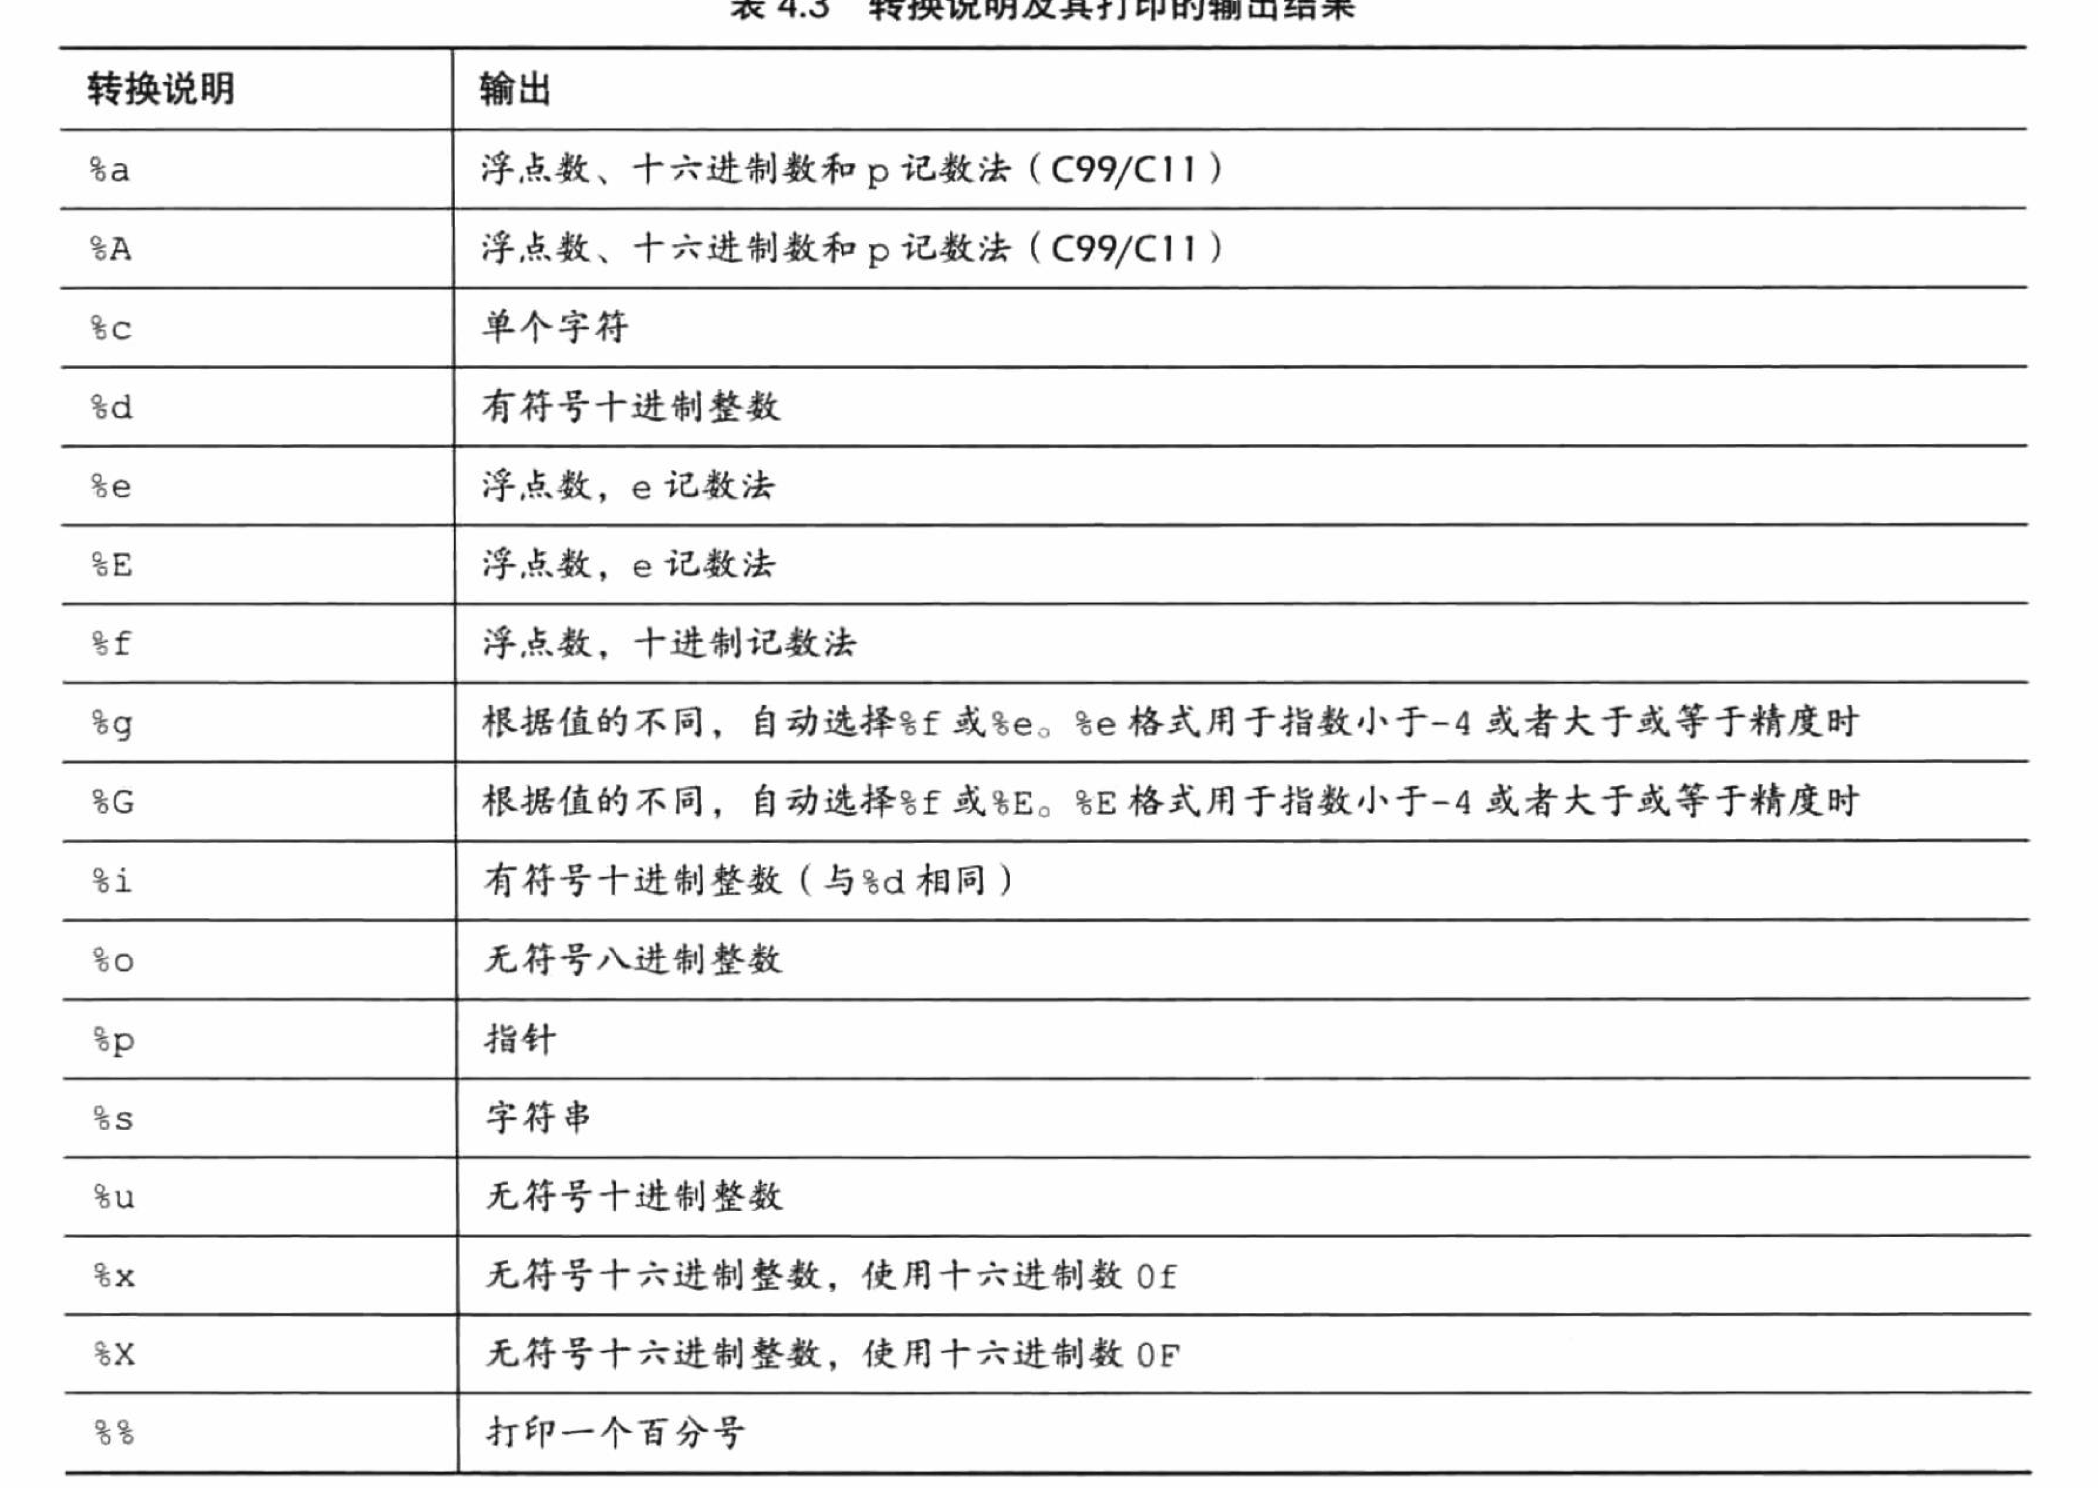 表 4.3 转换说明及其打印的输出结果
转换说明 输出
%a 浮点数、十六进制数和 p 记数法（C99/C11）
%A 浮点数、十六进制数和 p 记数法（C99/C11）
%c 单个字符
%d 有符号十进制整数
%e 浮点数，e 记数法
%E 浮点数，e 记数法
%f 浮点数，十进制记数法
%g 根据值的不同，自动选择%f 或%e。%e 格式用于指数小于-4 或者大于或等于精度时
%G 根据值的不同，自动选择%f 或%E。%E 格式用于指数小于-4 或者大于或等于精度时
%i 有符号十进制整数（与%d 相同）
%o 无符号八进制整数
%p 指针
%s 字符串
%u 无符号十进制整数
%x 无符号十六进制整数，使用十六进制数 0f
%X 无符号十六进制整数，使用十六进制数 0F
%% 打印一个百分号